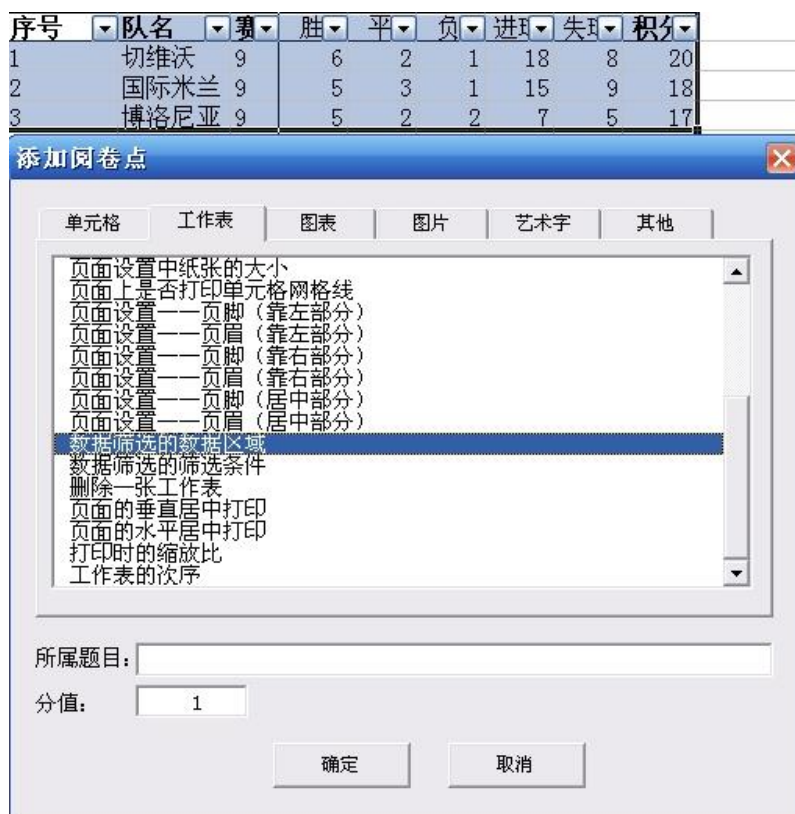 序号 队名 赛 胜 平 负 进球 失球 积分
1 切维沃 9 6 2 1 18 8 20
2 国际米兰 9 5 3 1 15 9 18
3 博洛尼亚 9 5 2 2 7 5 17
添加阅卷点
单元格 工作表 图表 图片 艺术字 其他
页面设置中纸张的大小
页面上是否打印单元格网格线
页面设置——页脚（靠左部分）
页面设置——页眉（靠左部分）
页面设置——页脚（靠右部分）
页面设置——页眉（靠右部分）
页面设置——页脚（居中部分）
页面设置——页眉（居中部分）
数据筛选的数据区域
数据筛选的筛选条件
删除一张工作表
页面的垂直居中打印
页面的水平居中打印
打印时的缩放比
工作表的次序
所属题目：
分值： 1
确定 取消